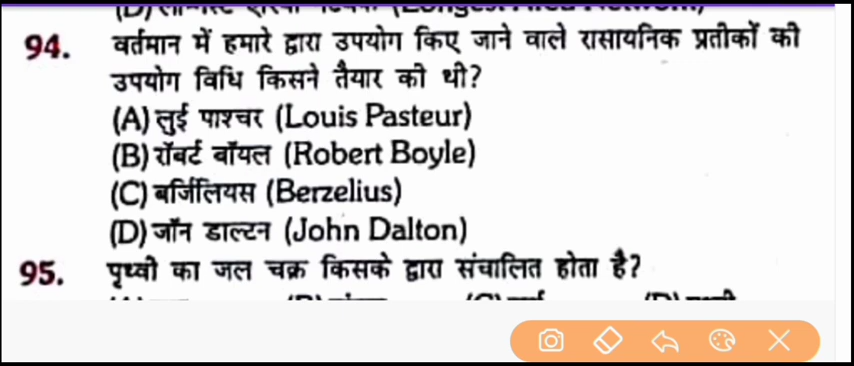 94. वर्तमान में हमारे द्वारा उपयोग किए जाने वाले रासायनिक प्रतीकों की
उपयोग विधि किसने तैयार की थी?
(A) लुई पाश्चर (Louis Pasteur)
(B) रॉबर्ट बॉयल (Robert Boyle)
(C) बर्जिलियस (Berzelius)
(D) जॉन डाल्टन (John Dalton)
95. पृथ्वी का जल चक्र किसके द्वारा संचालित होता है?